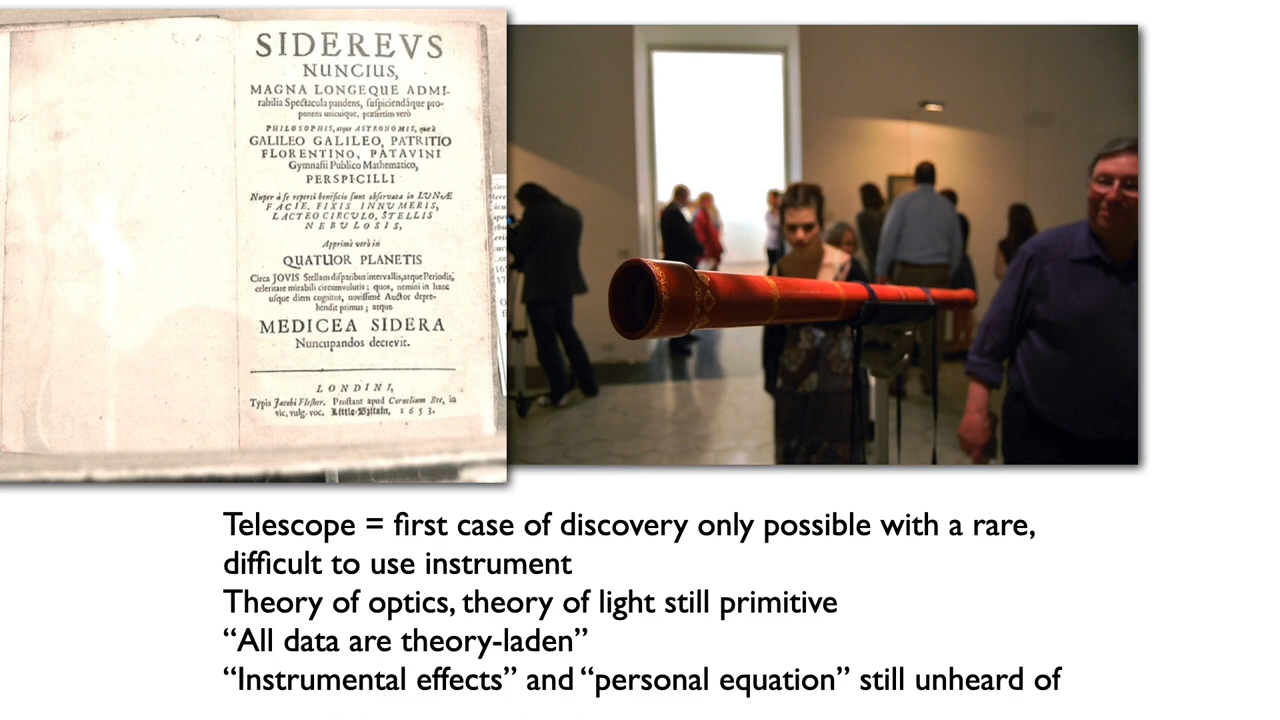 SIDEREVS
NUNCIUS,
MAGNA LONGEQUE ADMI-
rabilia Spectacula pandens, suspiciendáque pro-
ponens unicuique, præsertim verò
PHILOSOPHIS, atque ASTRONOMIS, quæ à
GALILEO GALILEO, PATRITIO
FLORENTINO, PATAVINI
Gymnasii Publico Mathematico,
PERSPICILLI
Nuper à se reperti beneficio sunt observata in LUNÆ
FACIE, FIXIS INNUMERIS,
LACTEO CIRCULO, STELLIS
NEBULOSIS,
Apprimè verò in
QUATUOR PLANETIS
Circa JOVIS Stellam disparibus intervallis, atque Periodis,
celeritate mirabili circumvolutis; quos, nemini in hanc
usque diem cognitos, novissimè Auctor depre-
hendit primus; atque
MEDICEA SIDERA
Nuncupandos decrevit.
LONDINI,
Typis Jacobi Flesher. Prostant apud Cornelium Bee, in
vic, vulg. voc. Little-Britain, 1653.
Telescope = first case of discovery only possible with a rare,
difficult to use instrument
Theory of optics, theory of light still primitive
“All data are theory-laden”
“Instrumental effects” and “personal equation” still unheard of